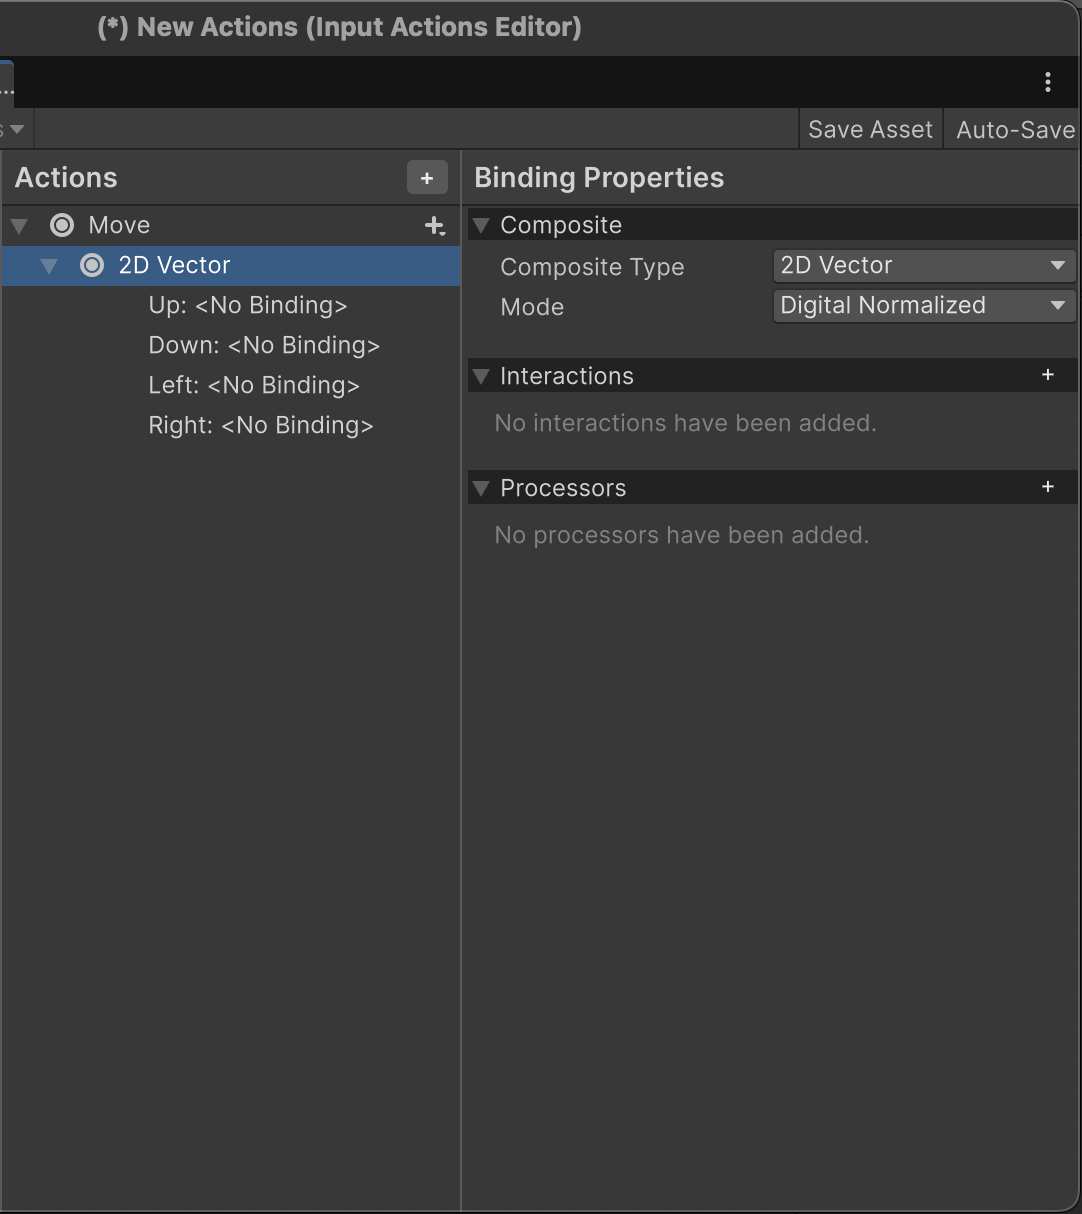 (*) New Actions (Input Actions Editor)
...
Save Asset
Auto-Save
Actions
+
Binding Properties
Move
Composite
2D Vector
Composite Type
2D Vector
Up: <No Binding>
Mode
Digital Normalized
Down: <No Binding>
Left: <No Binding>
Interactions
+
Right: <No Binding>
No interactions have been added.
Processors
+
No processors have been added.